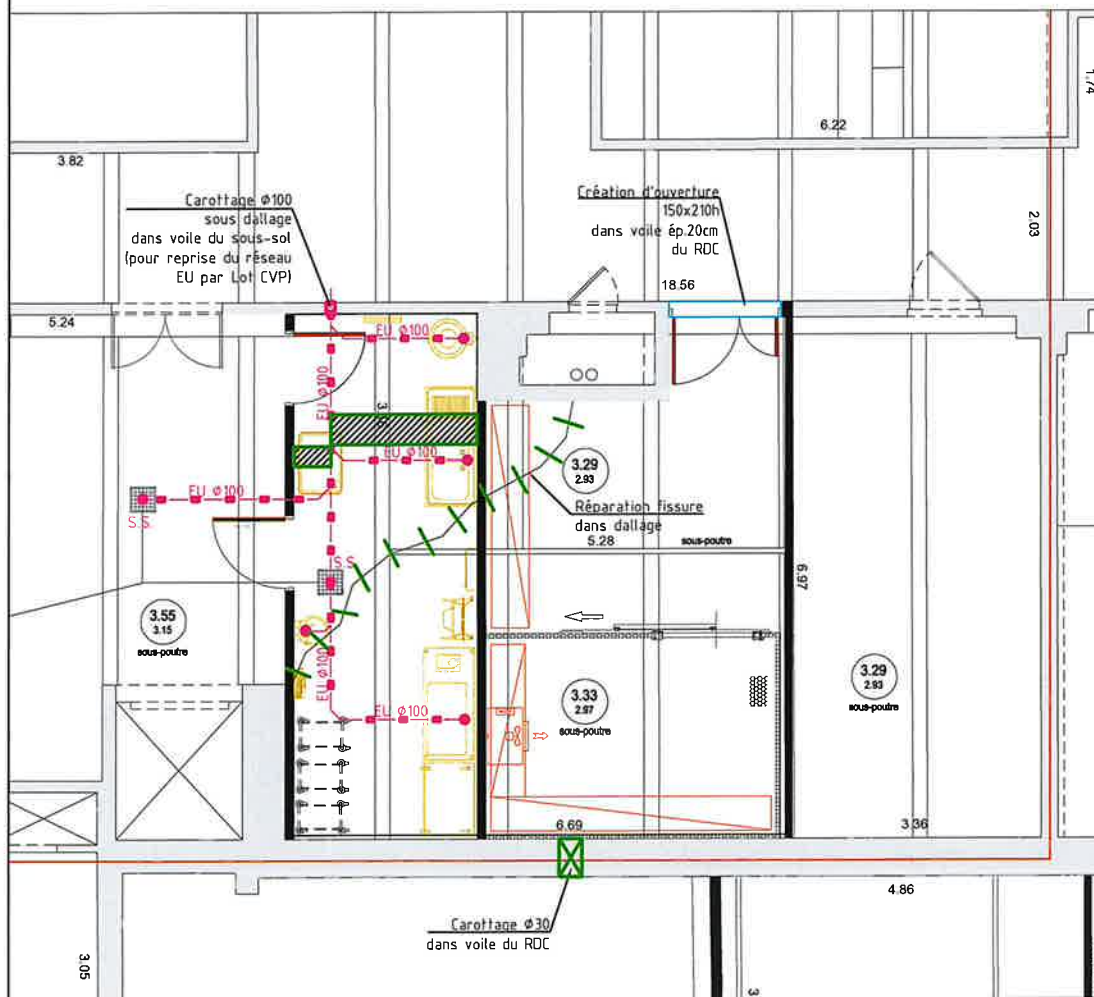 1.74
6.22
3.82
Carottage Ø100
sous dallage
dans voile du sous-sol
(pour reprise du réseau
EU par Lot CVP)
Création d'ouverture
150x210h
dans voile ép.20cm
du RDC
2.03
18.56
5.24
EU Ø100
EU Ø100
EU Ø100
EU Ø100
S.S.
3.29
2.93
Réparation fissure
dans dallage
5.28
sous-poutre
S.S
6.97
3.55
3.15
sous-poutre
EU Ø100
EU Ø100
3.33
2.97
sous-poutre
3.29
2.93
sous-poutre
6.69
3.36
4.86
Carottage Ø30
dans voile du RDC
3.05
3